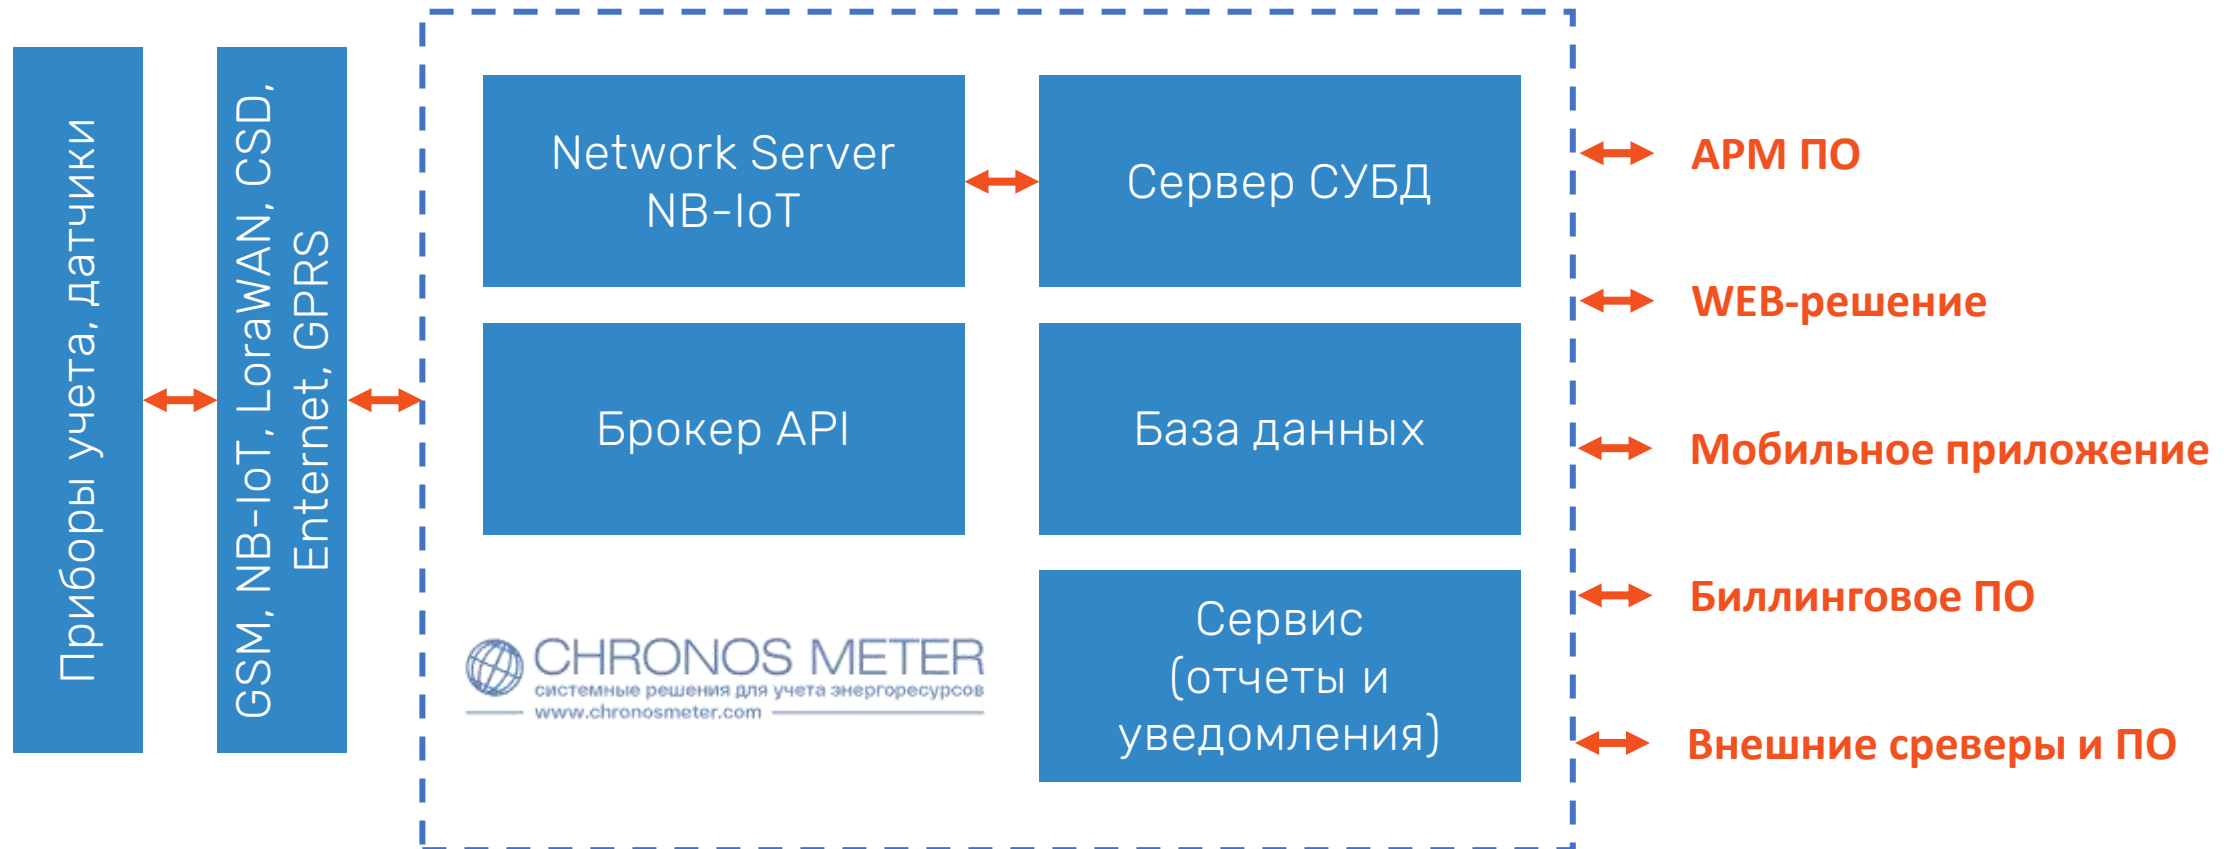 Приборы учета, датчики
GSM, NB-IoT, LoraWAN, CSD,
Enternet, GPRS
Network Server
NB-IoT
Сервер СУБД
Брокер API
База данных
CHRONOS METER
системные решения для учета энергоресурсов
www.chronosmeter.com
Сервис
(отчеты и
уведомления)
АРМ ПО
WEB-решение
Мобильное приложение
Биллинговое ПО
Внешние среверы и ПО